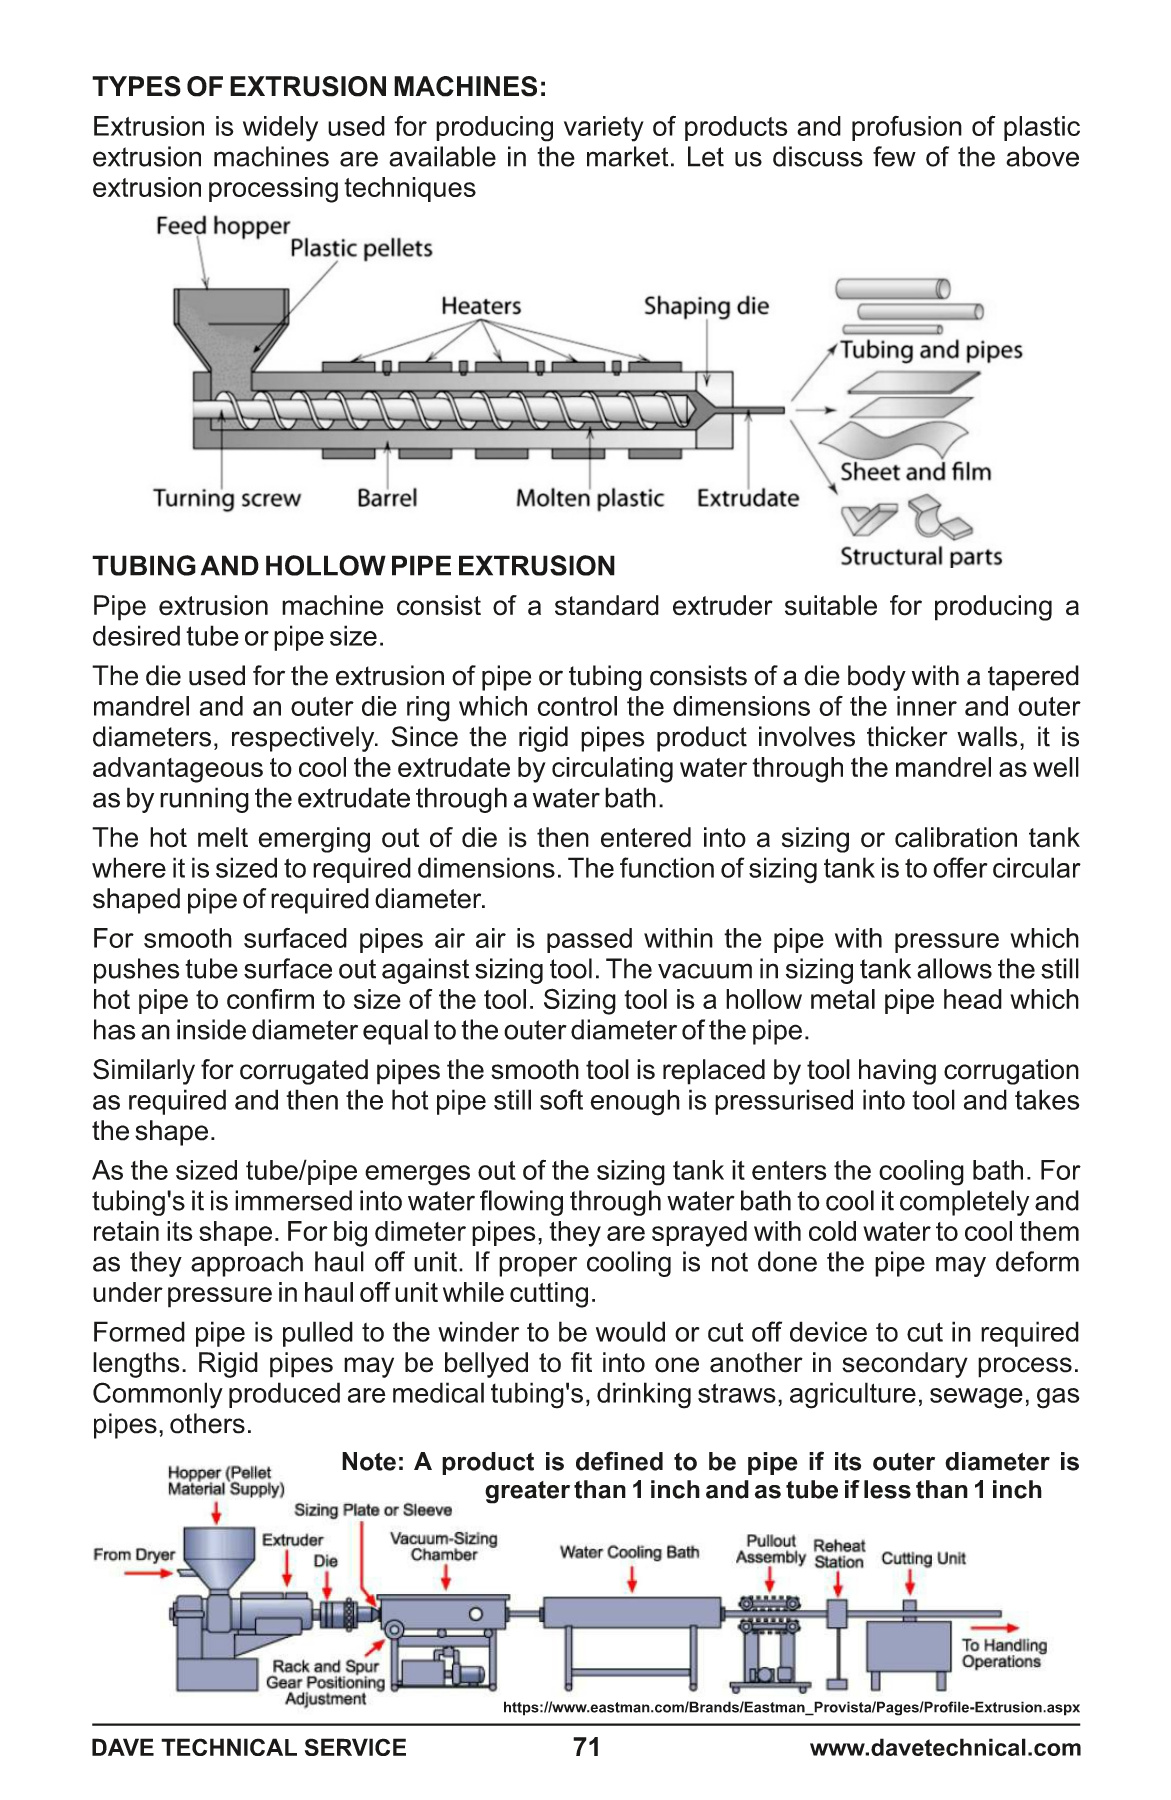 TYPES OF EXTRUSION MACHINES:
Extrusion is widely used for producing variety of products and profusion of plastic
extrusion machines are available in the market. Let us discuss few of the above
extrusion processing techniques
Feed hopper
Plastic pellets
Heaters
Shaping die
Tubing and pipes
Sheet and film
Turning screw
Barrel
Molten plastic
Extrudate
Structural parts
TUBING AND HOLLOW PIPE EXTRUSION
Pipe extrusion machine consist of a standard extruder suitable for producing a
desired tube or pipe size.
The die used for the extrusion of pipe or tubing consists of a die body with a tapered
mandrel and an outer die ring which control the dimensions of the inner and outer
diameters, respectively. Since the rigid pipes product involves thicker walls, it is
advantageous to cool the extrudate by circulating water through the mandrel as well
as by running the extrudate through a water bath.
The hot melt emerging out of die is then entered into a sizing or calibration tank
where it is sized to required dimensions. The function of sizing tank is to offer circular
shaped pipe of required diameter.
For smooth surfaced pipes air air is passed within the pipe with pressure which
pushes tube surface out against sizing tool. The vacuum in sizing tank allows the still
hot pipe to confirm to size of the tool. Sizing tool is a hollow metal pipe head which
has an inside diameter equal to the outer diameter of the pipe.
Similarly for corrugated pipes the smooth tool is replaced by tool having corrugation
as required and then the hot pipe still soft enough is pressurised into tool and takes
the shape.
As the sized tube/pipe emerges out of the sizing tank it enters the cooling bath. For
tubing's it is immersed into water flowing through water bath to cool it completely and
retain its shape. For big dimeter pipes, they are sprayed with cold water to cool them
as they approach haul off unit. If proper cooling is not done the pipe may deform
under pressure in haul off unit while cutting.
Formed pipe is pulled to the winder to be would or cut off device to cut in required
lengths. Rigid pipes may be bellyed to fit into one another in secondary process.
Commonly produced are medical tubing's, drinking straws, agriculture, sewage, gas
pipes, others.
Note: A product is defined to be pipe if its outer diameter is
greater than 1 inch and as tube if less than 1 inch
Hopper (Pellet
Material Supply)
Sizing Plate or Sleeve
From Dryer
Extruder
Die
Vacuum-Sizing
Chamber
Water Cooling Bath
Pullout
Assembly
Reheat
Station
Cutting Unit
Rack and Spur
Gear Positioning
Adjustment
To Handling
Operations
https://www.eastman.com/Brands/Eastman_Provista/Pages/Profile-Extrusion.aspx
DAVE TECHNICAL SERVICE
71
www.davetechnical.com